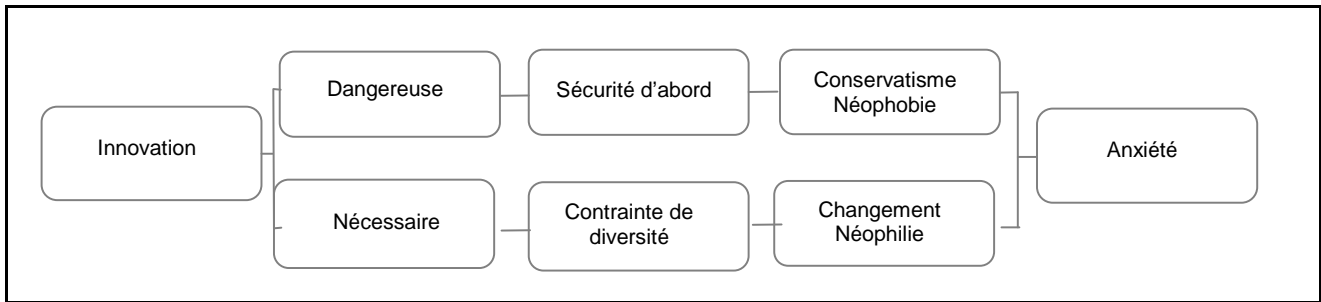 Innovation
Dangereuse
Sécurité d'abord
Conservatisme
Néophobie
Nécessaire
Contrainte de
diversité
Changement
Néophilie
Anxiété